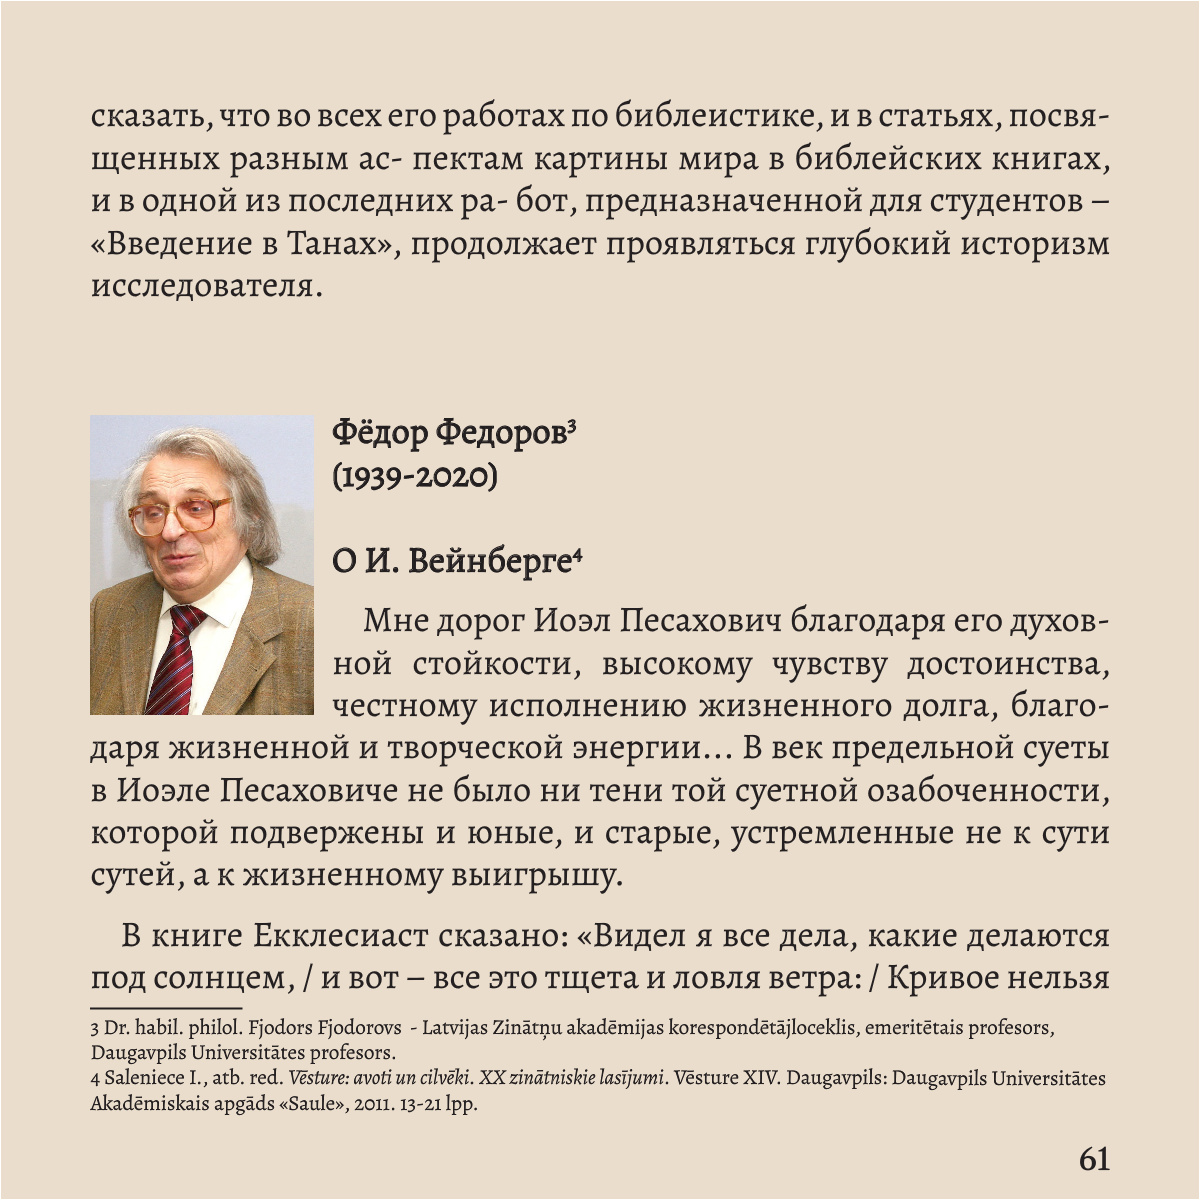 сказать, что во всех его работах по библеистике, и в статьях, посвя-
щенных разным ас- пектам картины мира в библейских книгах,
и в одной из последних ра- бот, предназначенной для студентов –
«Введение в Танах», продолжает проявляться глубокий историзм
исследователя.
Фёдор Федоров³
(1939-2020)
О И. Вейнберге⁴
Мне дорог Иоэл Песахович благодаря его духов-
ной стойкости, высокому чувству достоинства,
честному исполнению жизненного долга, благо-
даря жизненной и творческой энергии... В век предельной суеты
в Иоэле Песаховиче не было ни тени той суетной озабоченности,
которой подвержены и юные, и старые, устремленные не к сути
сутей, а к жизненному выигрышу.
В книге Екклесиаст сказано: «Видел я все дела, какие делаются
под солнцем, / и вот – все это тщета и ловля ветра: / Кривое нельзя
3 Dr. habil. philol. Fjodors Fjodorovs - Latvijas Zinātņu akadēmijas korespondētājloceklis, emeritētais profesors,
Daugavpils Universitātes profesors.
4 Saleniece I., atb. red. Vēsture: avoti un cilvēki. XX zinātniskie lasījumi. Vēsture XIV. Daugavpils: Daugavpils Universitātes
Akadēmiskais apgāds «Saule», 2011. 13-21 lpp.
61